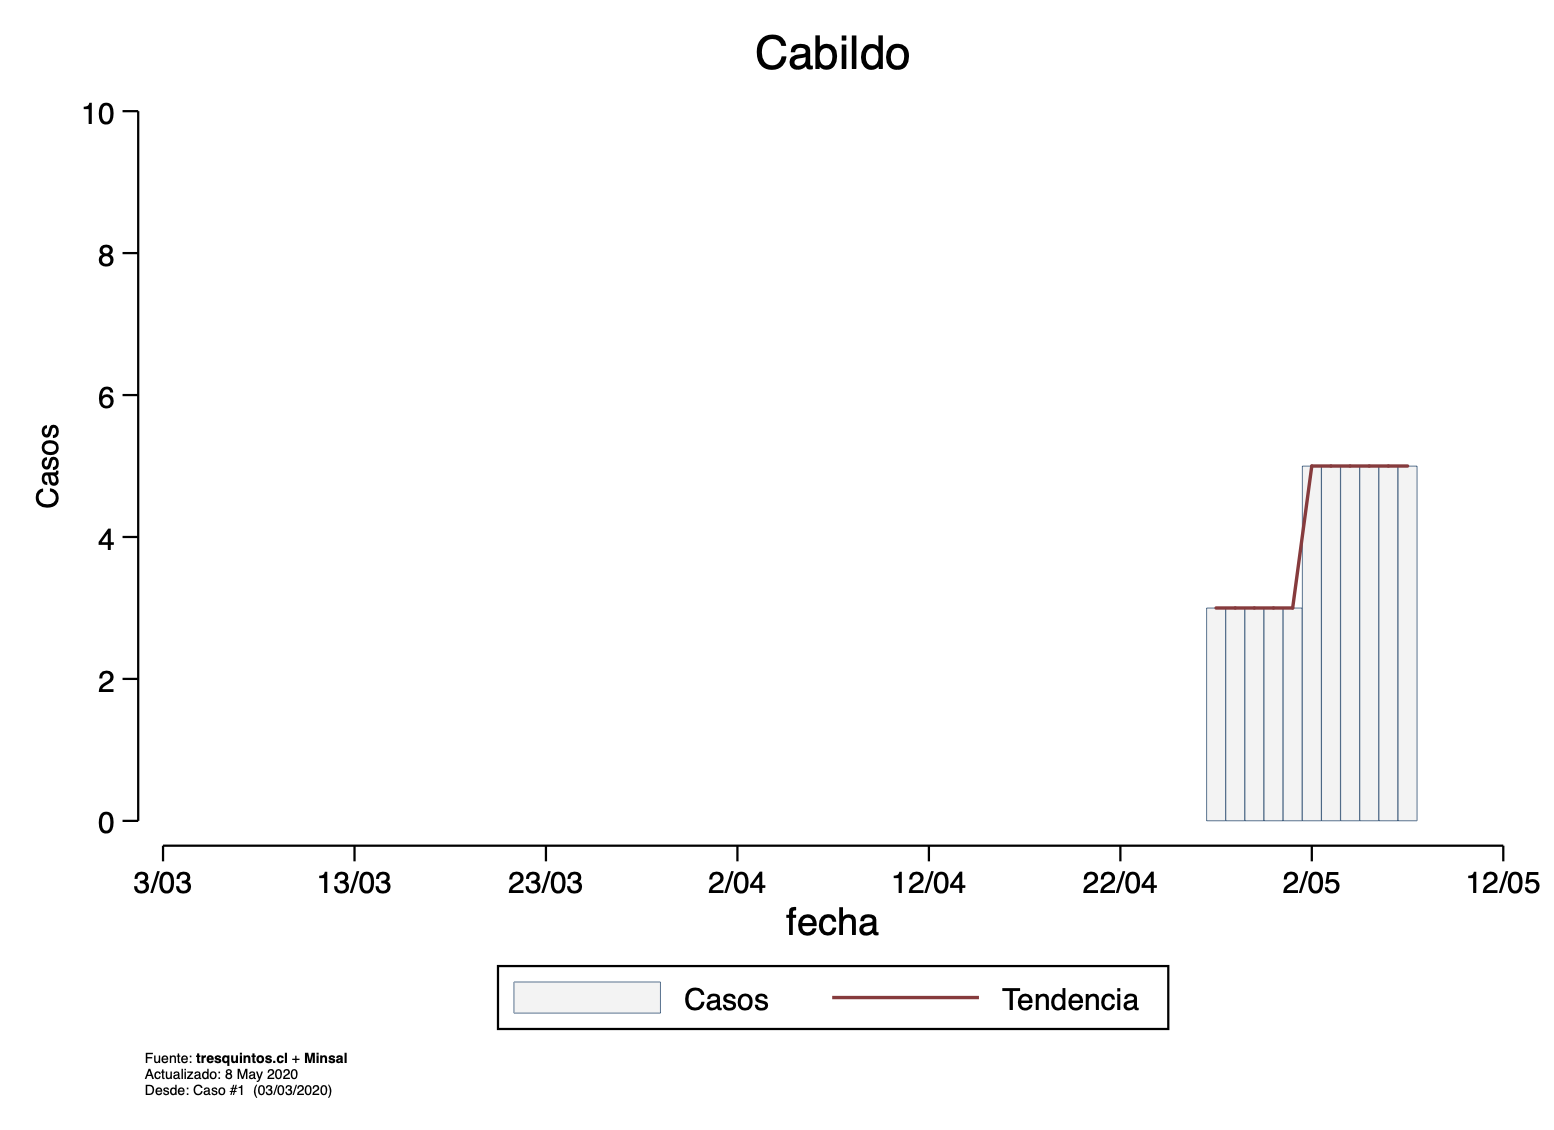 Cabildo
10
8
6
4
2
0
Casos
3/03 13/03 23/03 2/04 12/04 22/04 2/05 12/05
fecha
Casos Tendencia
Fuente: tresquintos.cl + Minsal
Actualizado: 8 May 2020
Desde: Caso #1 (03/03/2020)